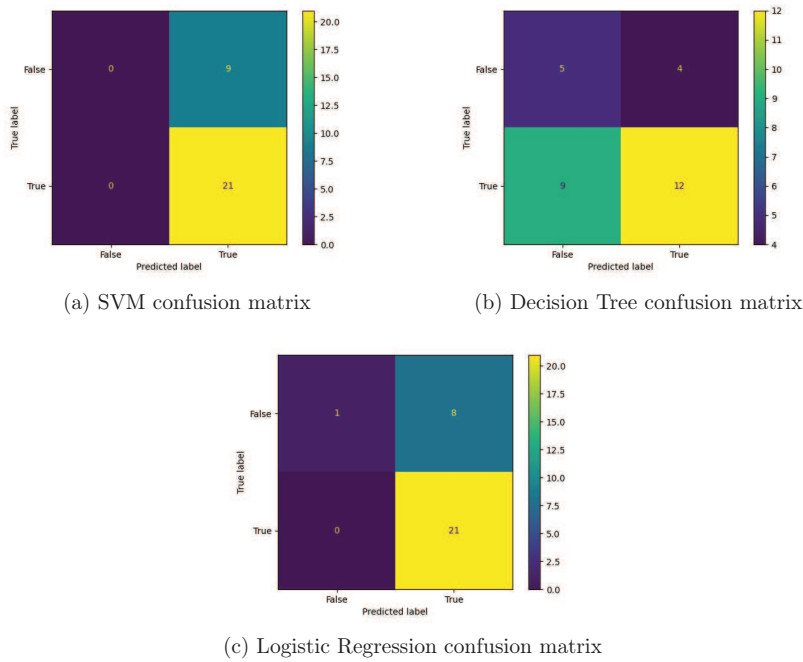 False
True
True label
0
9
0
21
False
True
Predicted label
20.0
17.5
15.0
12.5
10.0
7.5
5.0
2.5
0.0
(a) SVM confusion matrix
False
True
True label
5
4
9
12
False
True
Predicted label
12
11
10
9
8
7
6
5
4
(b) Decision Tree confusion matrix
False
True
True label
1
8
0
21
False
True
Predicted label
20.0
17.5
15.0
12.5
10.0
7.5
5.0
2.5
0.0
(c) Logistic Regression confusion matrix